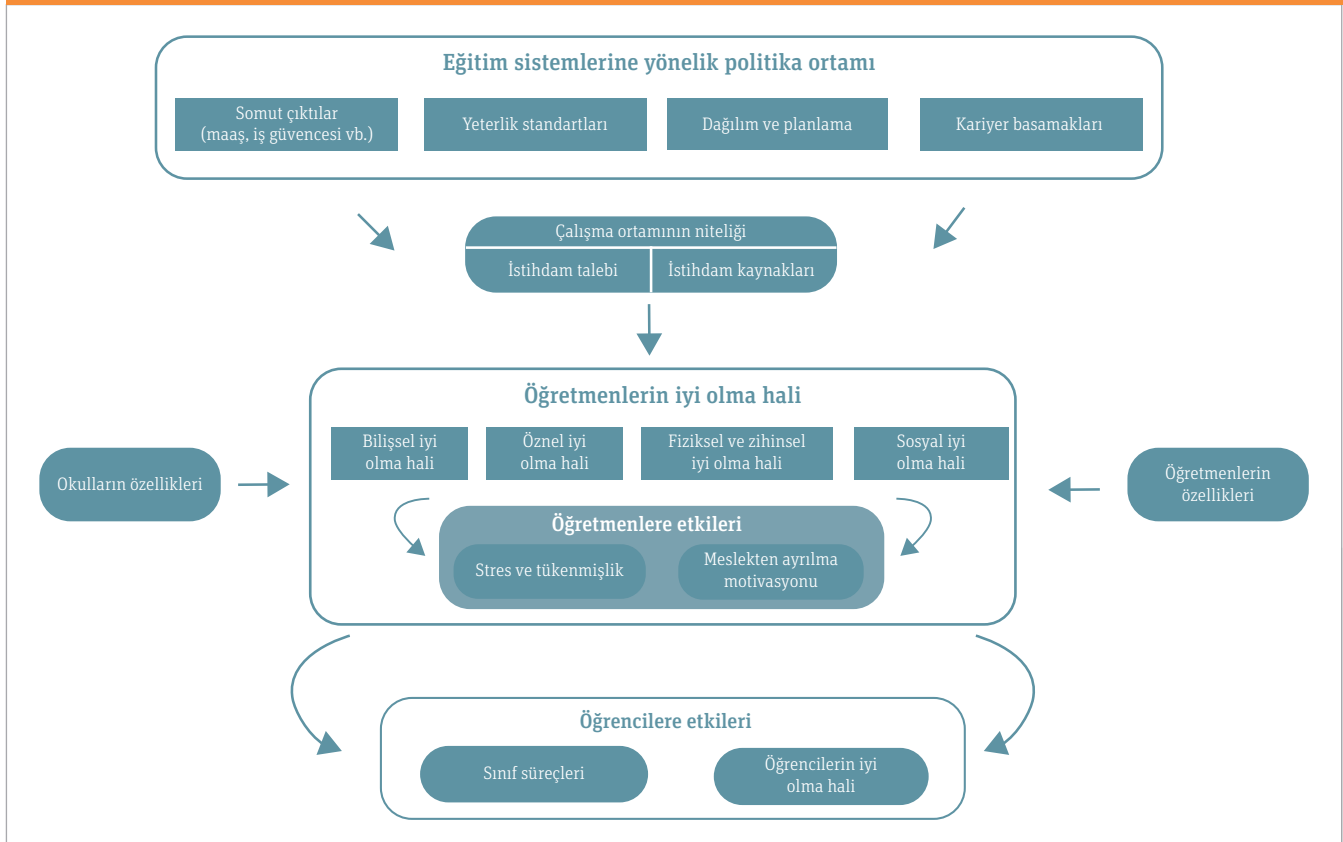 Eğitim sistemlerine yönelik politika ortamı
Somut çıktılar
(maaş, iş güvencesi vb.)
Yeterlik standartları
Dağılım ve planlama
Kariyer basamakları
Çalışma ortamının niteliği
İstihdam talebi
İstihdam kaynakları
Öğretmenlerin iyi olma hali
Bilişsel iyi
olma hali
Öznel iyi
olma hali
Fiziksel ve zihinsel
iyi olma hali
Sosyal iyi
olma hali
Okulların özellikleri
Öğretmenlerin
özellikleri
Öğretmenlere etkileri
Stres ve tükenmişlik
Meslekten ayrılma
motivasyonu
Öğrencilere etkileri
Sınıf süreçleri
Öğrencilerin iyi
olma hali